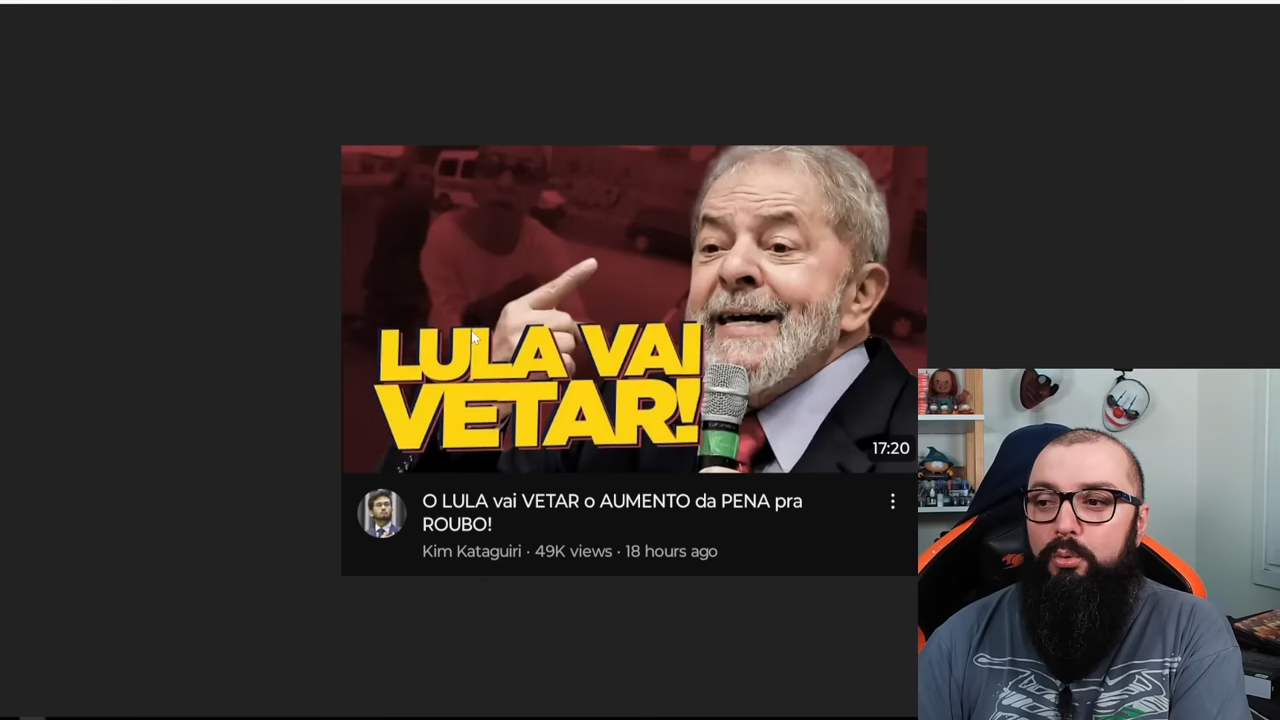 LULA VAI
VETAR!
17:20
O LULA vai VETAR o AUMENTO da PENA pra
ROUBO!
Kim Kataguiri · 49K views · 18 hours ago